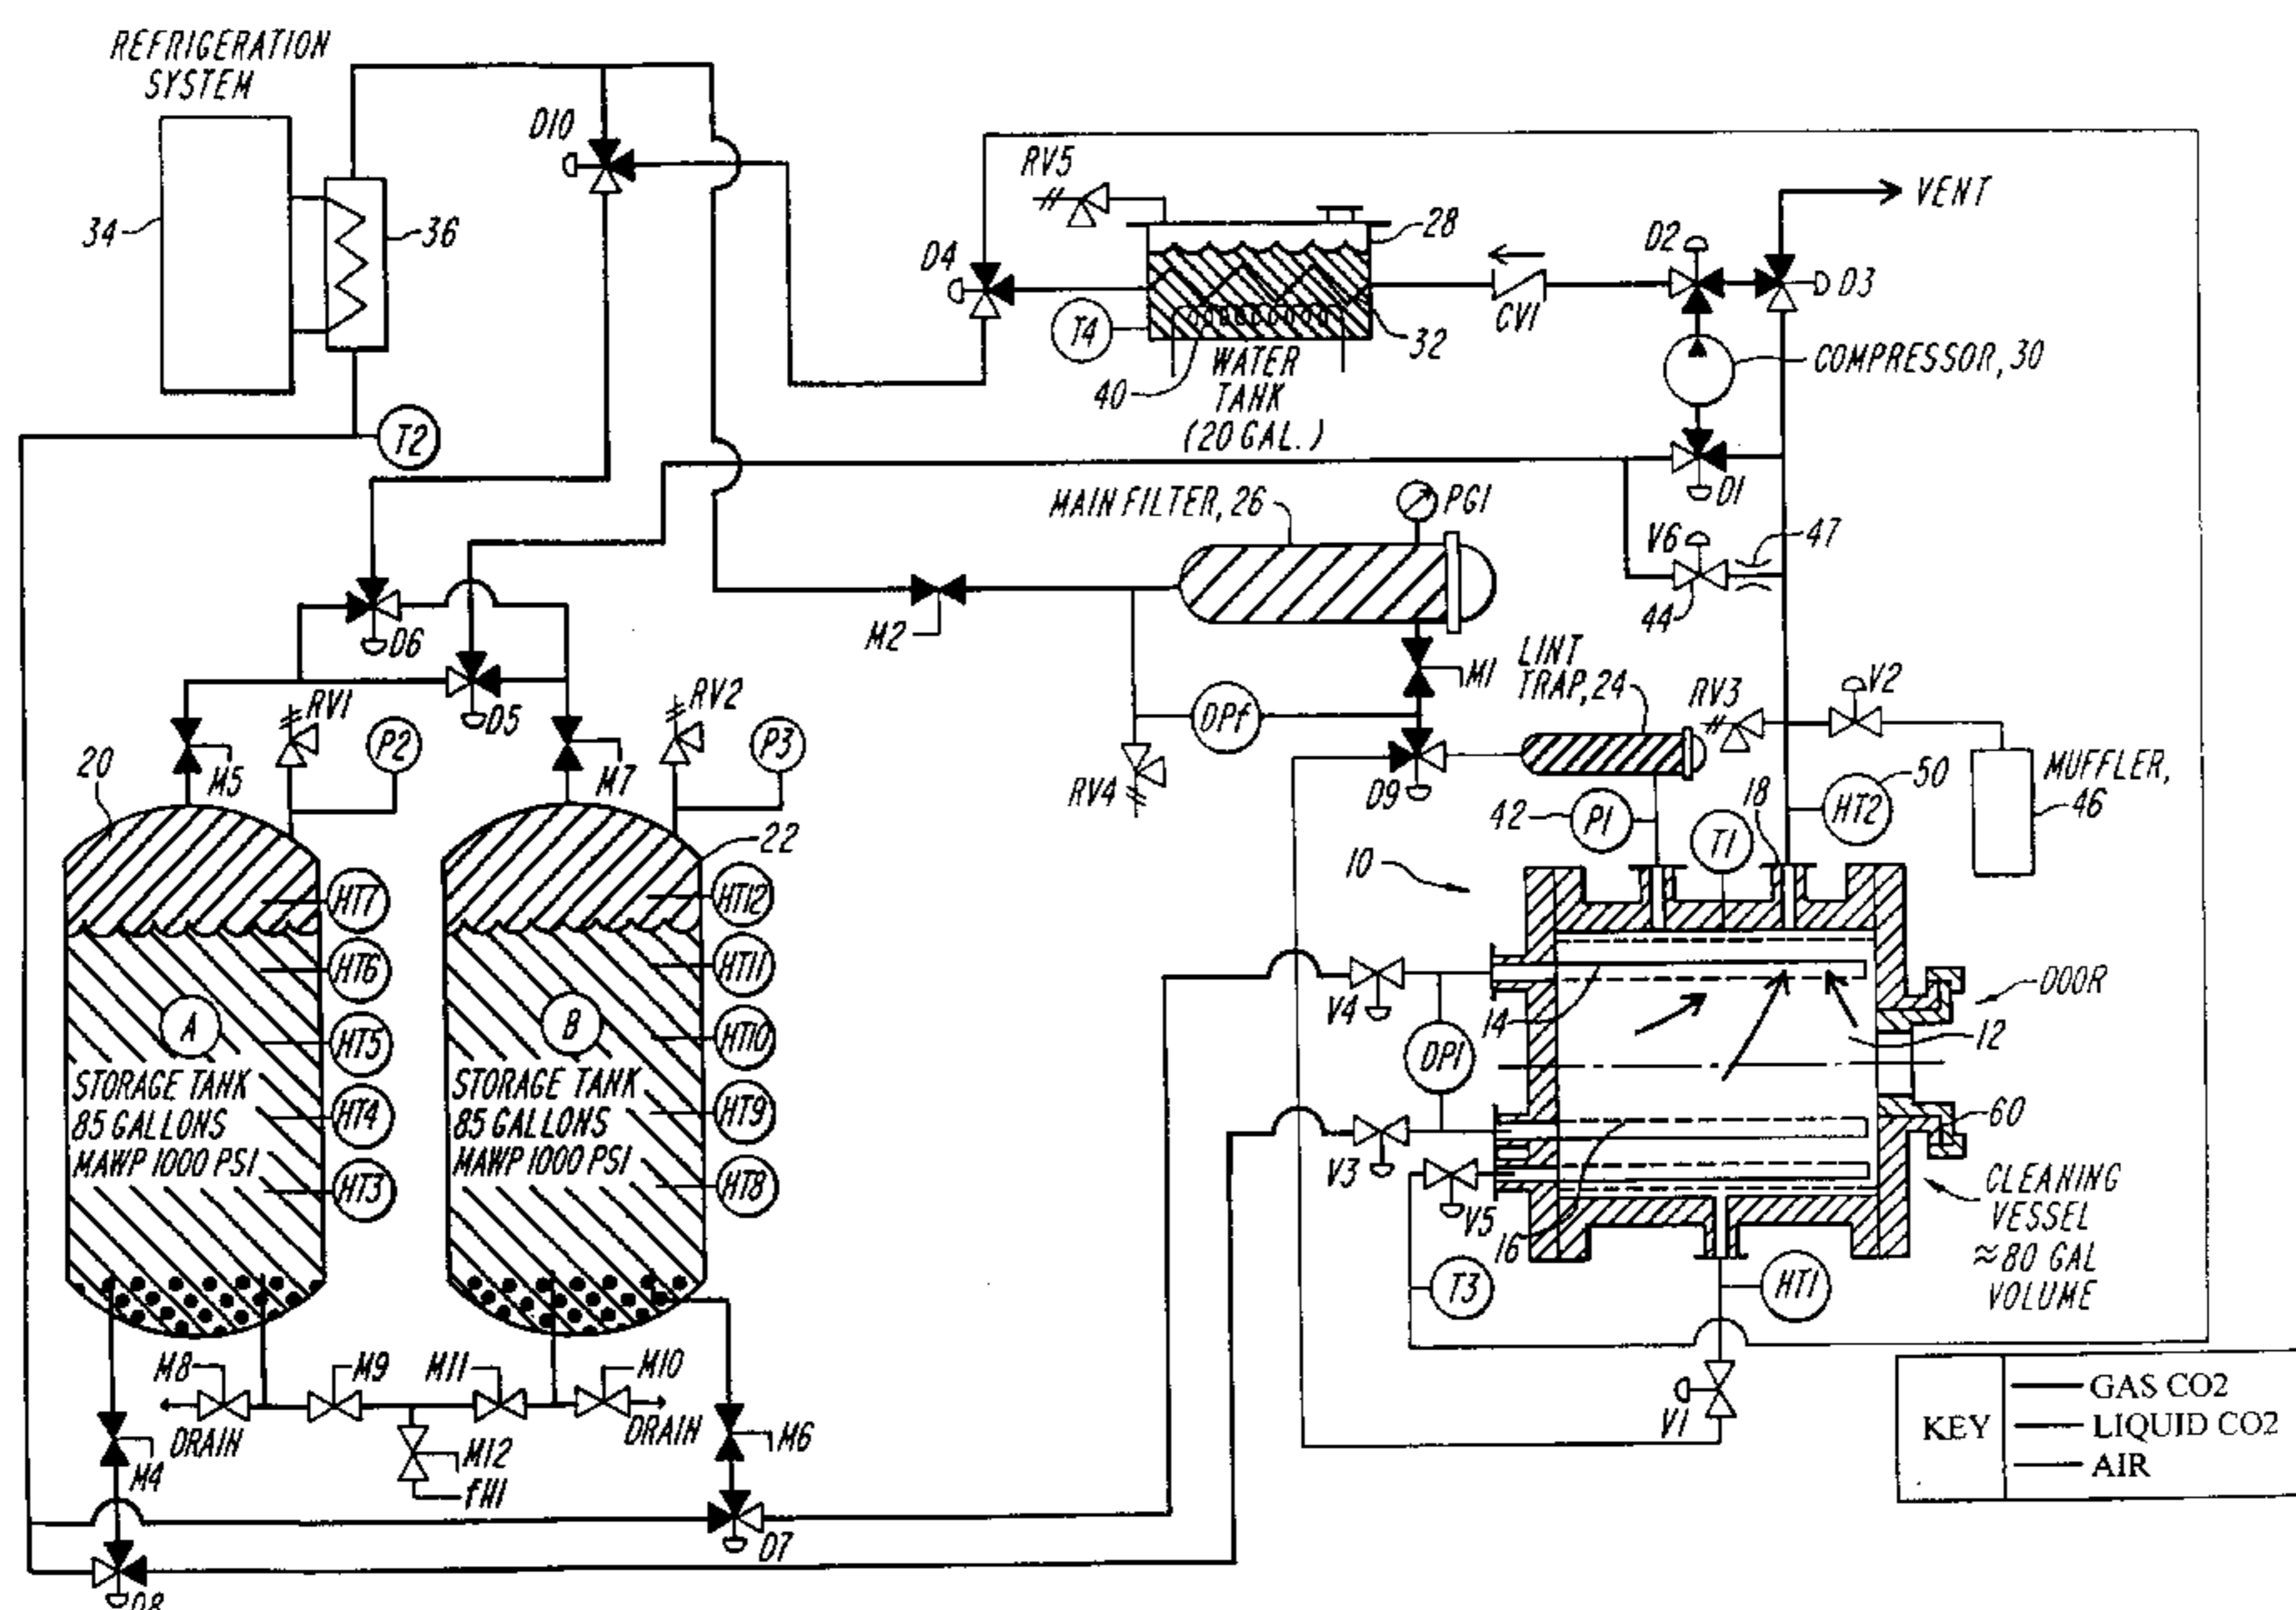 REFRIGERATION
SYSTEM
34
36
T2
D10
RV5
28
D4
T4
32
WATER
TANK
(20 GAL.)
40
CV1
D2
VENT
D3
COMPRESSOR, 30
D1
V6
47
44
MAIN FILTER, 26
PG1
M2
M1
LINT
TRAP, 24
RV3
V2
MUFFLER,
46
DPf
RV4
D9
42
P1
T1
18
HT2
50
D6
D5
M5
RV1
P2
M7
RV2
P3
20
22
HT7
HT6
HT5
HT4
HT3
A
STORAGE TANK
85 GALLONS
MAWP 1000 PSI
HT12
HT11
HT10
HT9
HT8
B
STORAGE TANK
85 GALLONS
MAWP 1000 PSI
10
V4
14
DP1
DOOR
12
V3
V5
16
60
CLEANING
VESSEL
≈80 GAL
VOLUME
T3
HT1
V1
M8
M9
M11
M10
DRAIN
DRAIN
M4
M12
M6
D7
D8
KEY
GAS CO2
LIQUID CO2
AIR